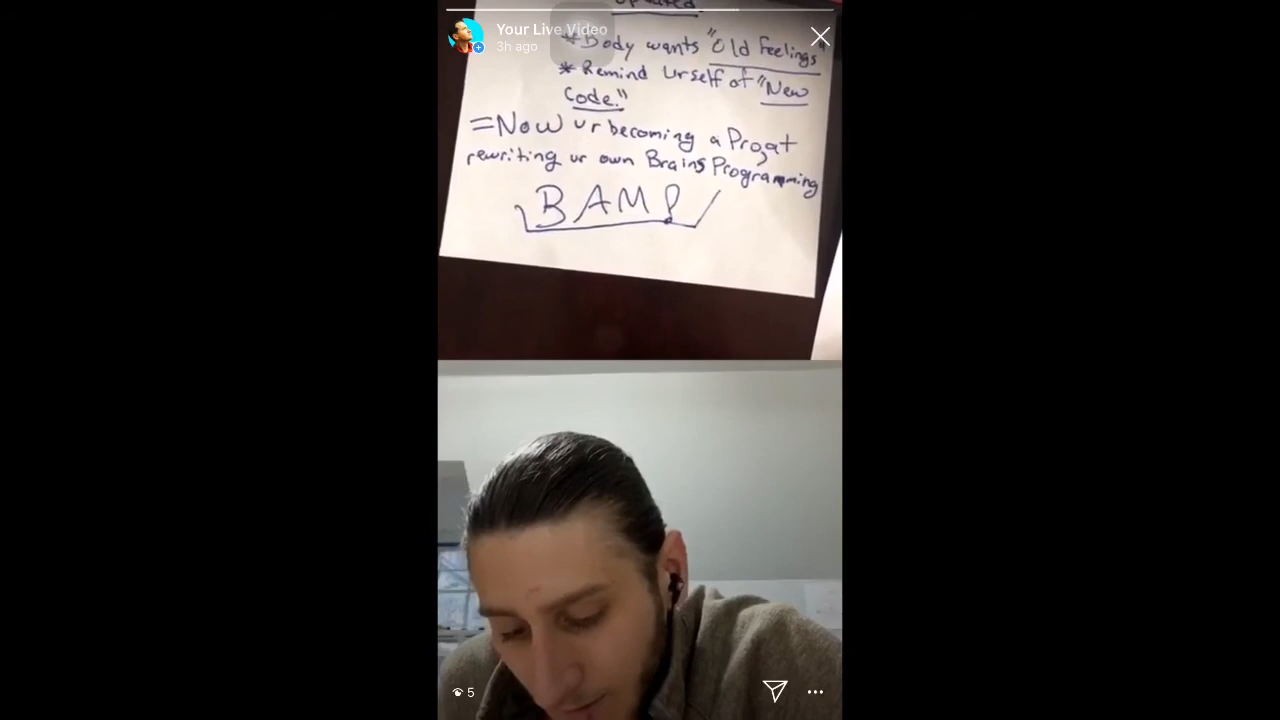 Your Live Video
3h ago
*Body wants "Old Feelings"
*Remind Urself of "New
Code."
=Now ur becoming a Pro at
rewriting ur own Brains Programming
BAM!
5